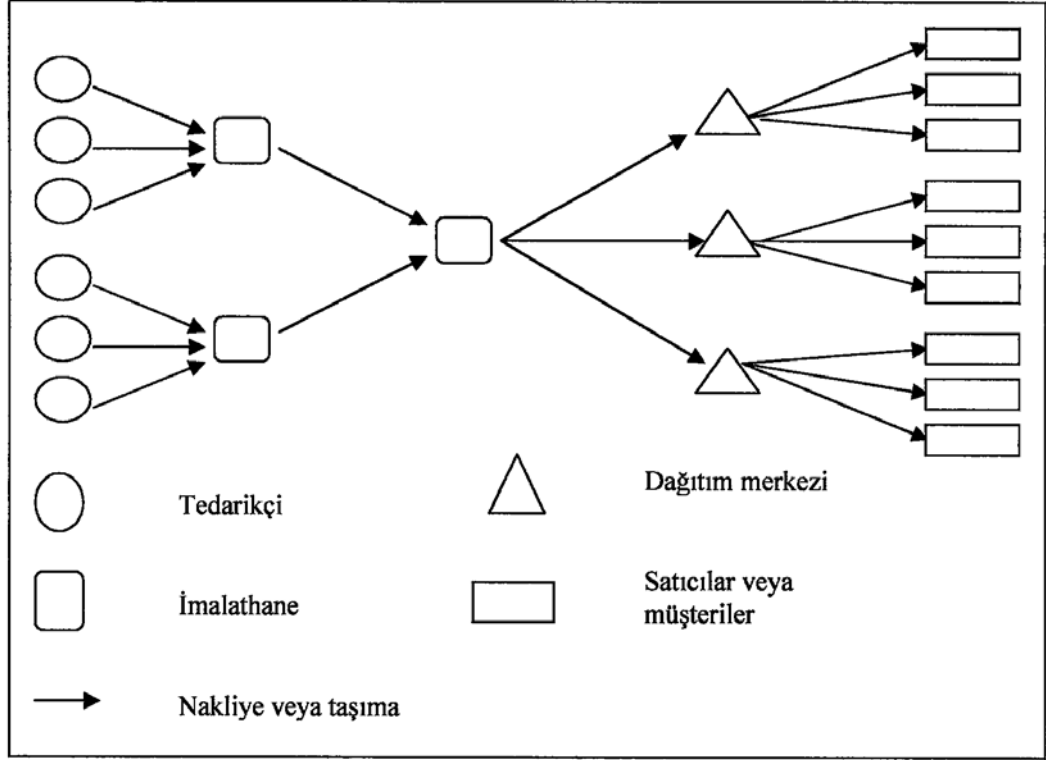 Tedarikçi
Dağıtım merkezi
İmalathane
Satıcılar veya
müşteriler
Nakliye veya taşıma